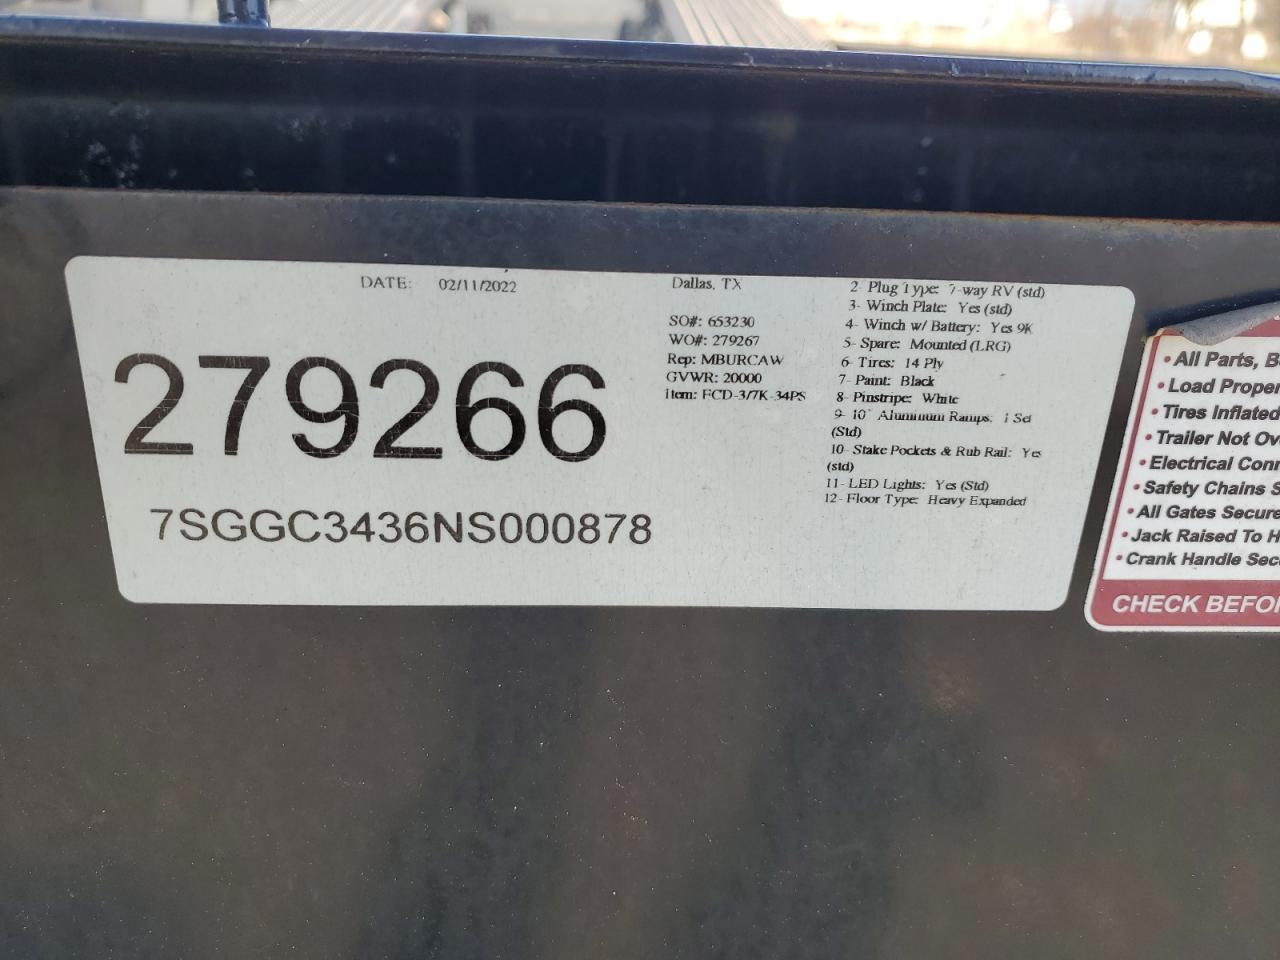 DATE: 02/11/2022
279266
7SGGC3436NS000878
Dallas, TX
SO#: 653230
WO#: 279267
Rep: MBURCAW
GVWR: 20000
Item: FCD-3/7K-34PS
2- Plug Type: 7-way RV (std)
3- Winch Plate: Yes (std)
4- Winch w/ Battery: Yes 9K
5- Spare: Mounted (LRG)
6- Tires: 14 Ply
7- Paint: Black
8- Pinstripe: White
9- 10' Aluminum Ramps: 1 Set
(Std)
10- Stake Pockets & Rub Rail: Yes
(std)
11- LED Lights: Yes (Std)
12- Floor Type: Heavy Expanded
• All Parts, B
• Load Proper
• Tires Inflated
• Trailer Not Ov
• Electrical Conn
• Safety Chains S
• All Gates Secure
• Jack Raised To H
• Crank Handle Sec
CHECK BEFO